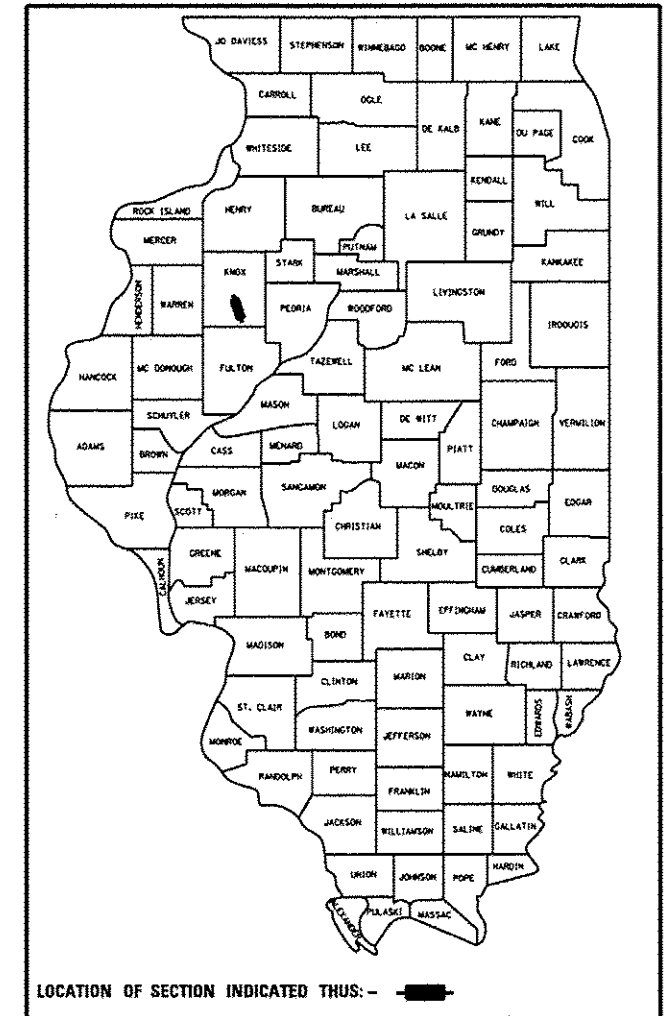 JO DAVIESS STEPHENSON WINNEBAGO BOONE MC HENRY LAKE
CARROLL OGLE DE KALB KANE DU PAGE COOK
WHITESIDE LEE KENDALL WILL
ROCK ISLAND HENRY BUREAU LA SALLE GRUNDY
MERCER PUTNAM KANKAKEE
HENDERSON WARREN KNOX STARK MARSHALL LIVINGSTON
PEORIA WOODFORD IROQUOIS
HANCOCK MC DONOUGH FULTON TAZEWELL MC LEAN FORD
SCHUYLER MASON LOGAN DE WITT CHAMPAIGN VERMILION
ADAMS BROWN CASS MENARD MACON PIATT
PIKE SCOTT MORGAN SANGAMON CHRISTIAN MOULTRIE DOUGLAS EDGAR
COLES
CALHOUN GREENE MACOUPIN MONTGOMERY SHELBY CUMBERLAND CLARK
JERSEY FAYETTE EFFINGHAM JASPER CRAWFORD
MADISON BOND
CLINTON MARION CLAY RICHLAND LAWRENCE
ST. CLAIR WASHINGTON WAYNE EDWARDS WABASH
MONROE JEFFERSON
RANDOLPH PERRY HAMILTON WHITE
FRANKLIN
JACKSON WILLIAMSON SALINE GALLATIN
UNION JOHNSON POPE HARDIN
ALEXANDER PULASKI MASSAC
LOCATION OF SECTION INDICATED THUS: -